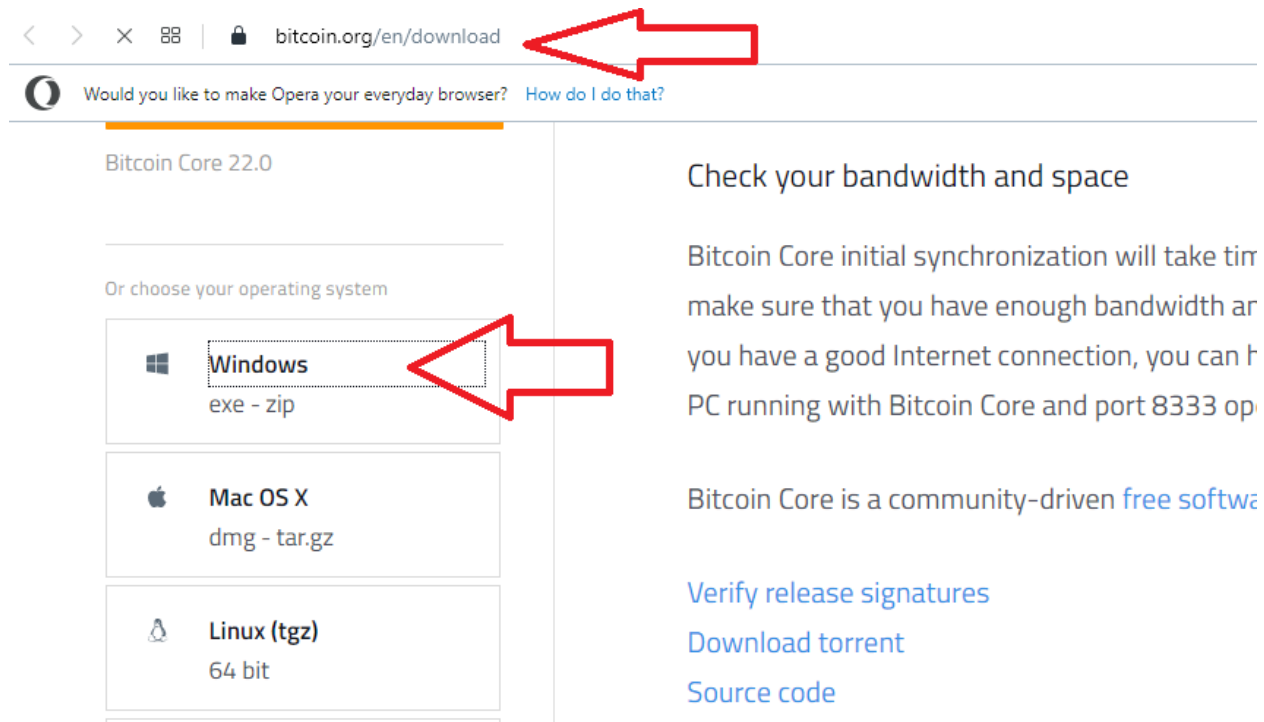 bitcoin.org/en/download
Would you like to make Opera your everyday browser? How do I do that?
Bitcoin Core 22.0
Or choose your operating system
Windows
exe - zip
Mac OS X
dmg - tar.gz
Linux (tgz)
64 bit
Check your bandwidth and space
Bitcoin Core initial synchronization will take
make sure that you have enough bandwidth
you have a good Internet connection, you can
PC running with Bitcoin Core and port 8333
Bitcoin Core is a community-driven free
Verify release signatures
Download torrent
Source code